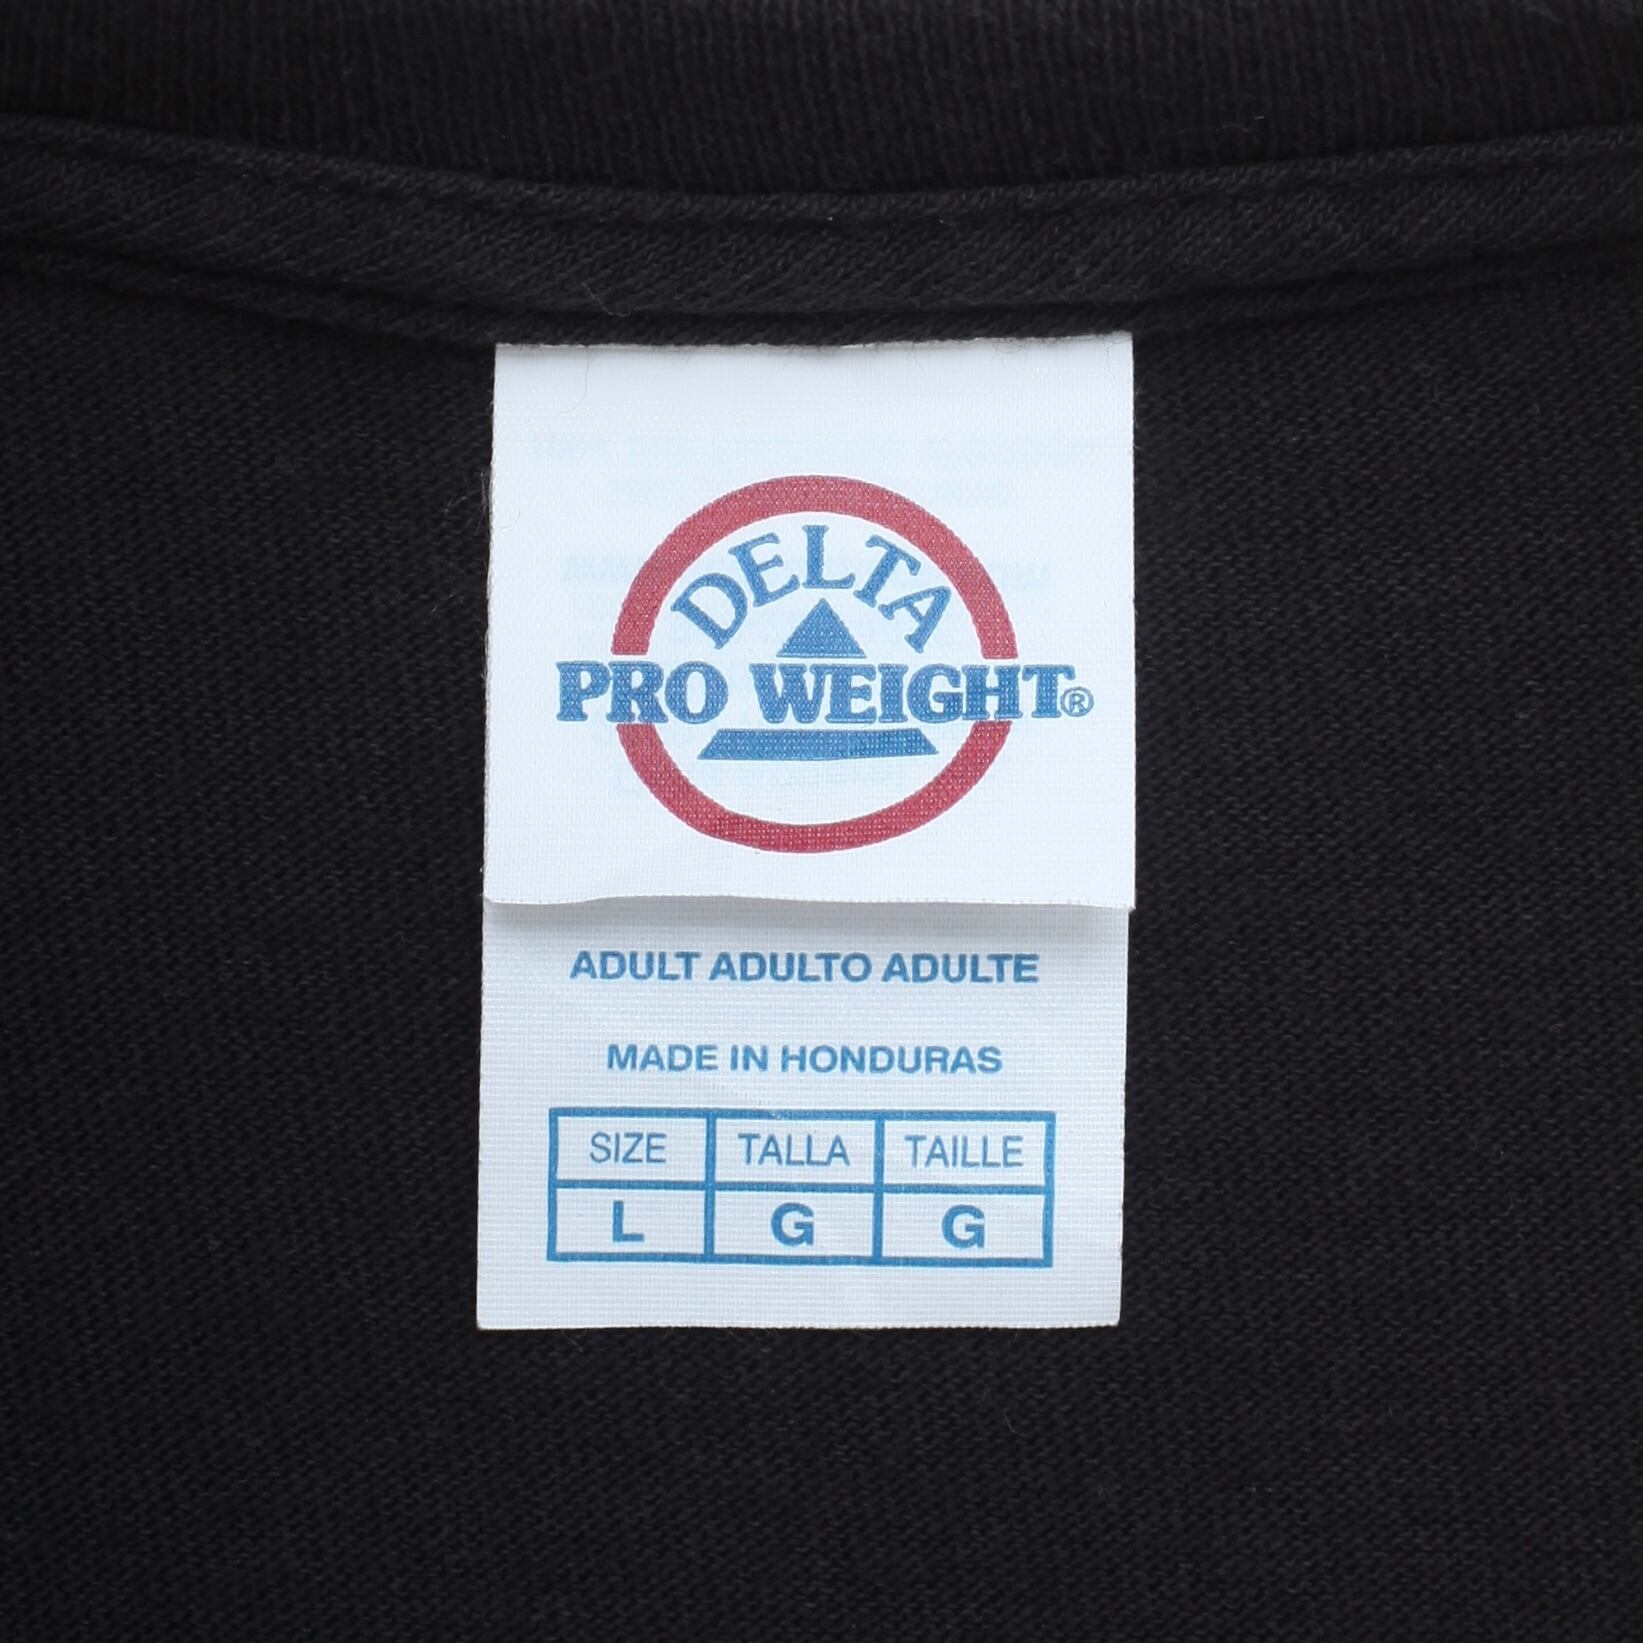 DELTA
PRO WEIGHT®
ADULT ADULTO ADULTE
MADE IN HONDURAS
SIZE TALLA TAILLE
L G G